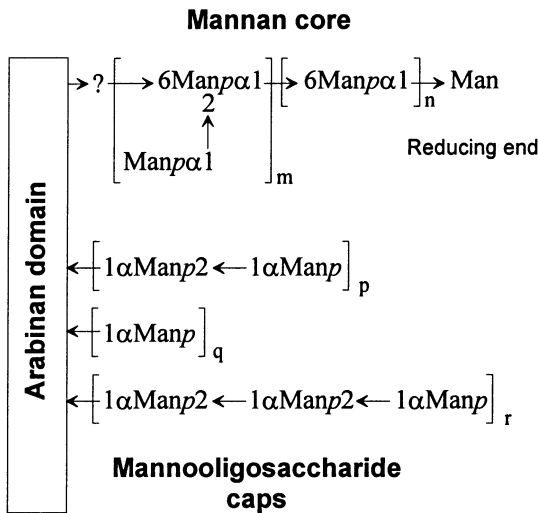 Mannan core
→ ? [ → 6Manpα1 → [ 6Manpα1 ]n → Man
2
↑
Manpα1 ]m
Reducing end
Arabinan domain
← [ 1αManp2 ← 1αManp ]p
← [ 1αManp ]q
← [ 1αManp2 ← 1αManp2 ← 1αManp ]r
Mannooligosaccharide
caps